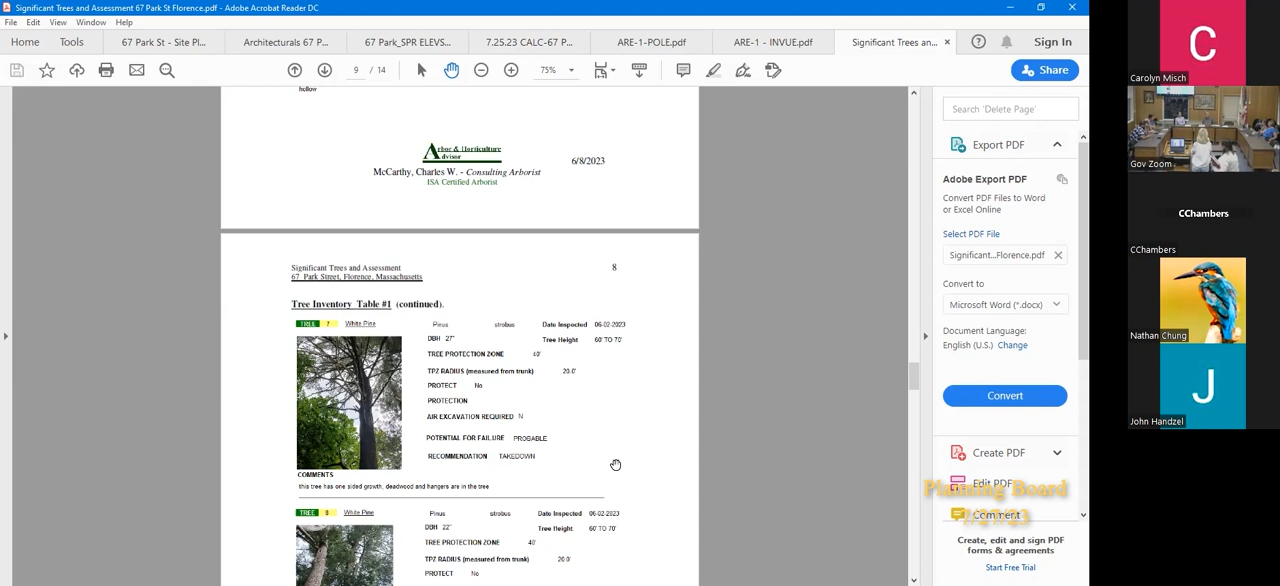 Significant Trees and Assessment 67 Park St Florence.pdf - Adobe Acrobat Reader DC
File Edit View Window Help
Home Tools 67 Park St - Site Pl... Architecturals 67 P... 67 Park_SPR ELEVS... 7.25.23 CALC-67 P... ARE-1-POLE.pdf ARE-1 - INVUE.pdf Significant Trees an... × Sign In
9 / 14 75% Share
hollow
Arbor & Horticulture
Advisor
6/8/2023
McCarthy, Charles W. - Consulting Arborist
ISA Certified Arborist
Significant Trees and Assessment 8
67 Park Street, Florence, Massachusetts
Tree Inventory Table #1 (continued).
TREE 7 White Pine Pinus strobus Date Inspected 06-02-2023
DBH 27" Tree Height 60' TO 70'
TREE PROTECTION ZONE 40'
TPZ RADIUS (measured from trunk) 20.0'
PROTECT No
PROTECTION
AIR EXCAVATION REQUIRED N
POTENTIAL FOR FAILURE PROBABLE
RECOMMENDATION TAKEDOWN
COMMENTS
this tree has one sided growth, deadwood and hangers are in the tree
TREE 8 White Pine Pinus strobus Date Inspected 06-02-2023
DBH 22" Tree Height 60' TO 70'
TREE PROTECTION ZONE 40'
TPZ RADIUS (measured from trunk) 20.0'
PROTECT No
Search 'Delete Page'
Export PDF
Adobe Export PDF
Convert PDF Files to Word
or Excel Online
Select PDF File
Significant...Florence.pdf ×
Convert to
Microsoft Word (*.docx)
Document Language:
English (U.S.) Change
Convert
Create PDF
Edit PDF
Comment
Create, edit and sign PDF
forms & agreements
Start Free Trial
Planning Board
7/27/23
C
Carolyn Misch
Gov Zoom
CChambers
CChambers
Nathan Chung
J
John Handzel